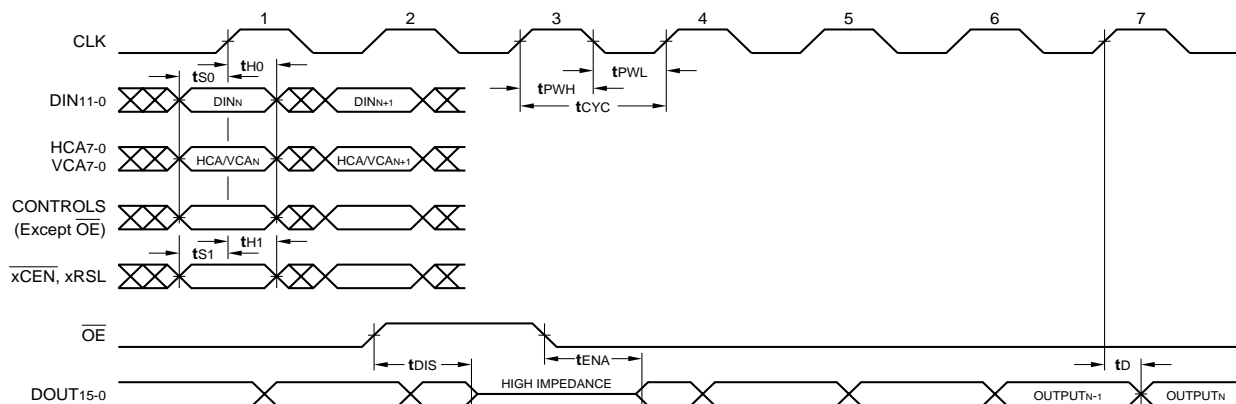 1 2 3 4 5 6 7
CLK
tS0 tH0
tPWH tPWL
tCYC
DIN11-0 DINN DINN+1
HCA7-0
VCA7-0 HCA/VCAN HCA/VCAN+1
CONTROLS
(Except OE)
tS1 tH1
xCEN, xRSL
OE
tDIS tENA tD
DOUT15-0 HIGH IMPEDANCE OUTPUTN-1 OUTPUTN